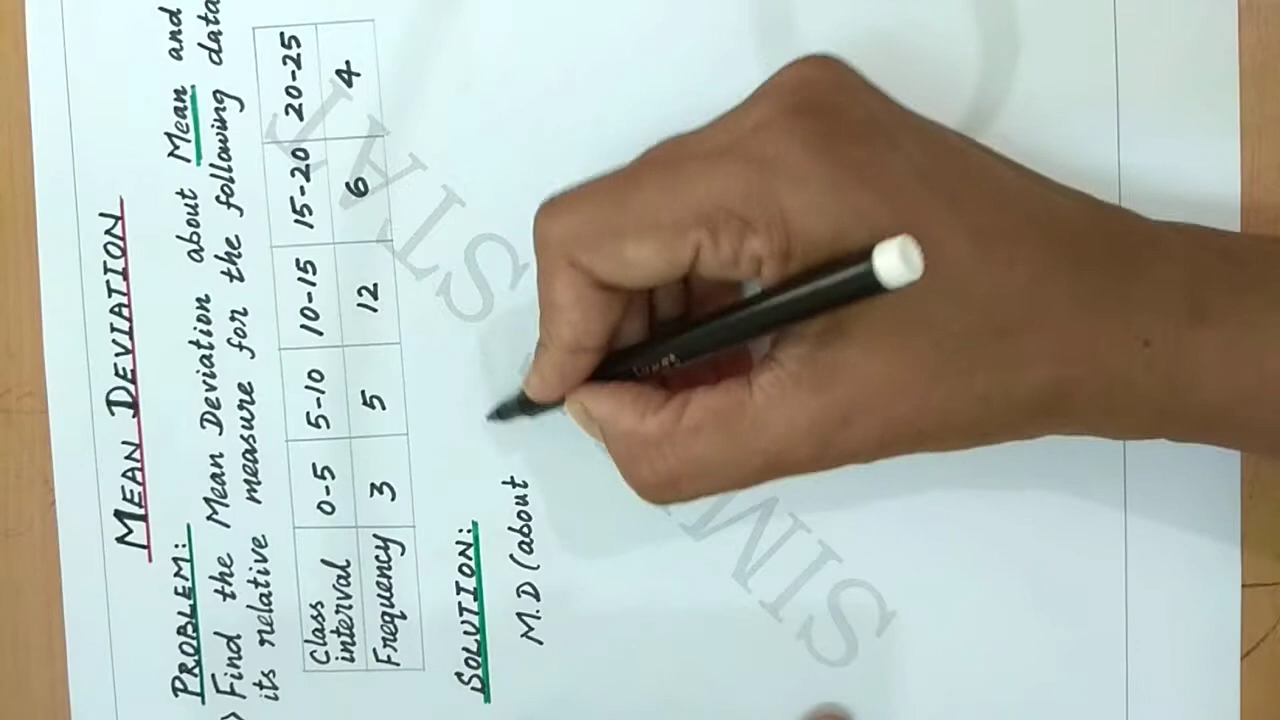 MEAN DEVIATION
PROBLEM:
) Find the Mean Deviation about Mean and
its relative measure for the following data
Class interval 0-5 5-10 10-15 15-20 20-25
Frequency 3 5 12 6 4
SOLUTION:
M.D (about